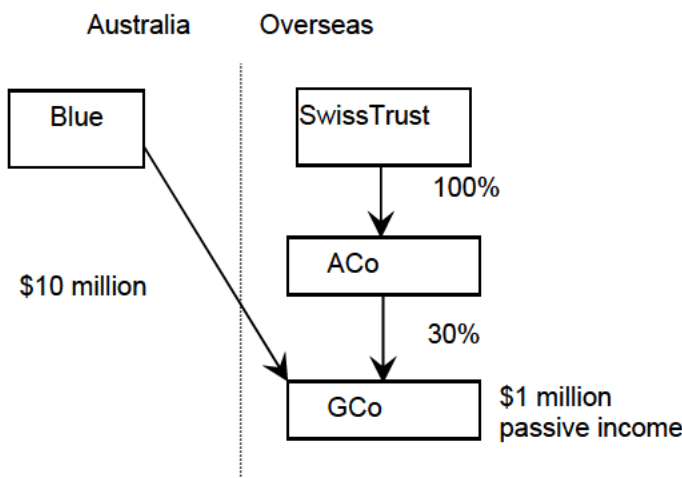 Australia
Overseas
Blue
SwissTrust
100%
ACo
$10 million
30%
GCo
$1 million
passive income